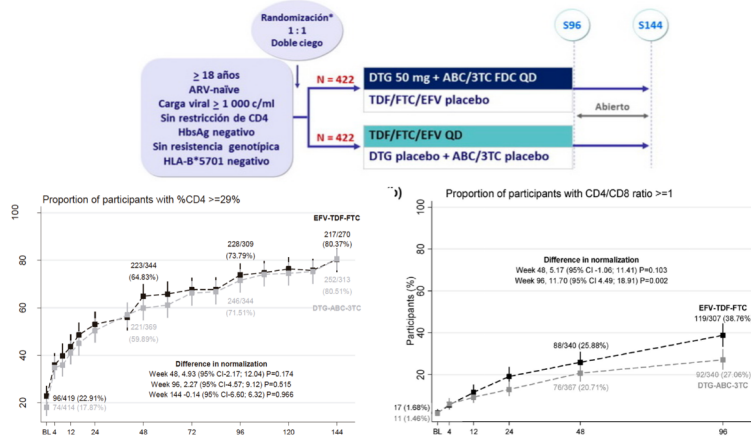 Randomización*
1 : 1
Doble ciego
S96
S144
≥ 18 años
ARV-naïve
Carga viral ≥ 1 000 c/ml
Sin restricción de CD4
HbsAg negativo
Sin resistencia genotípica
HLA-B*5701 negativo
N = 422
DTG 50 mg + ABC/3TC FDC QD
TDF/FTC/EFV placebo
Abierto
N = 422
TDF/FTC/EFV QD
DTG placebo + ABC/3TC placebo
Proportion of participants with %CD4 >=29%
EFV-TDF-FTC
217/270
(80.37%)
228/309
(73.79%)
223/344
(64.83%)
252/313
(80.51%)
DTG-ABC-3TC
246/344
(71.51%)
221/369
(59.89%)
Difference in normalization
Week 48, 4.93 (95% CI-2.17; 12.04) P=0.174
Week 96, 2.27 (95% CI-4.57; 9.12) P=0.515
Week 144 -0.14 (95% CI-6.60; 6.32) P=0.966
96/419 (22.91%)
74/414 (17.87%)
100
80
60
40
20
BL 4 12 24 48 96 144
b)
Proportion of participants with CD4/CD8 ratio >=1
Difference in normalization
Week 48, 5.17 (95% CI -1.06; 11.41) P=0.103
Week 96, 11.70 (95% CI 4.49; 18.91) P=0.002
EFV-TDF-FTC
119/307 (38.76%)
88/340 (25.88%)
92/340 (27.06%)
DTG-ABC-3TC
76/367 (20.71%)
17 (1.68%)
11 (1.46%)
Participants (%)
100
80
60
40
20
BL 4 12 24 48 96